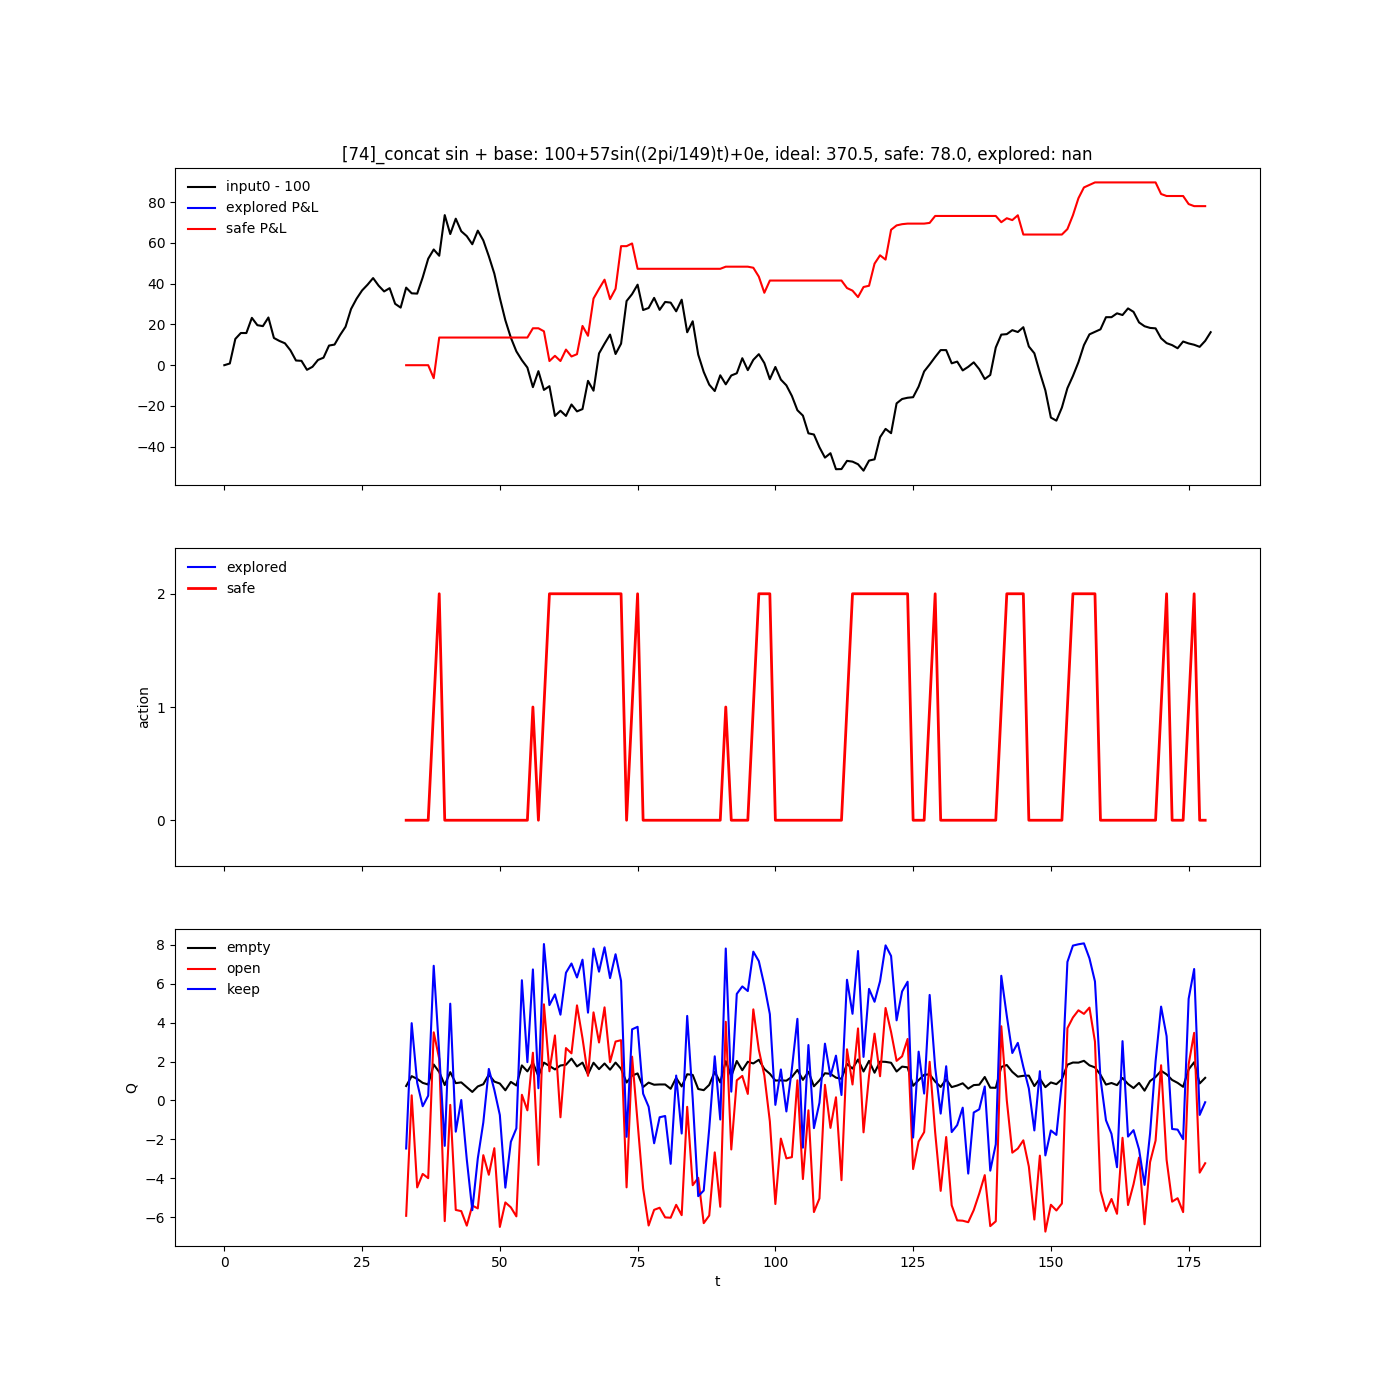 [74]_concat sin + base: 100+57sin((2pi/149)t)+0e, ideal: 370.5, safe: 78.0, explored: nan
input0 - 100
explored P&L
safe P&L
80
60
40
20
0
−20
−40
explored
safe
2
1
0
action
empty
open
keep
8
6
4
2
0
−2
−4
−6
Q
0 25 50 75 100 125 150 175
t